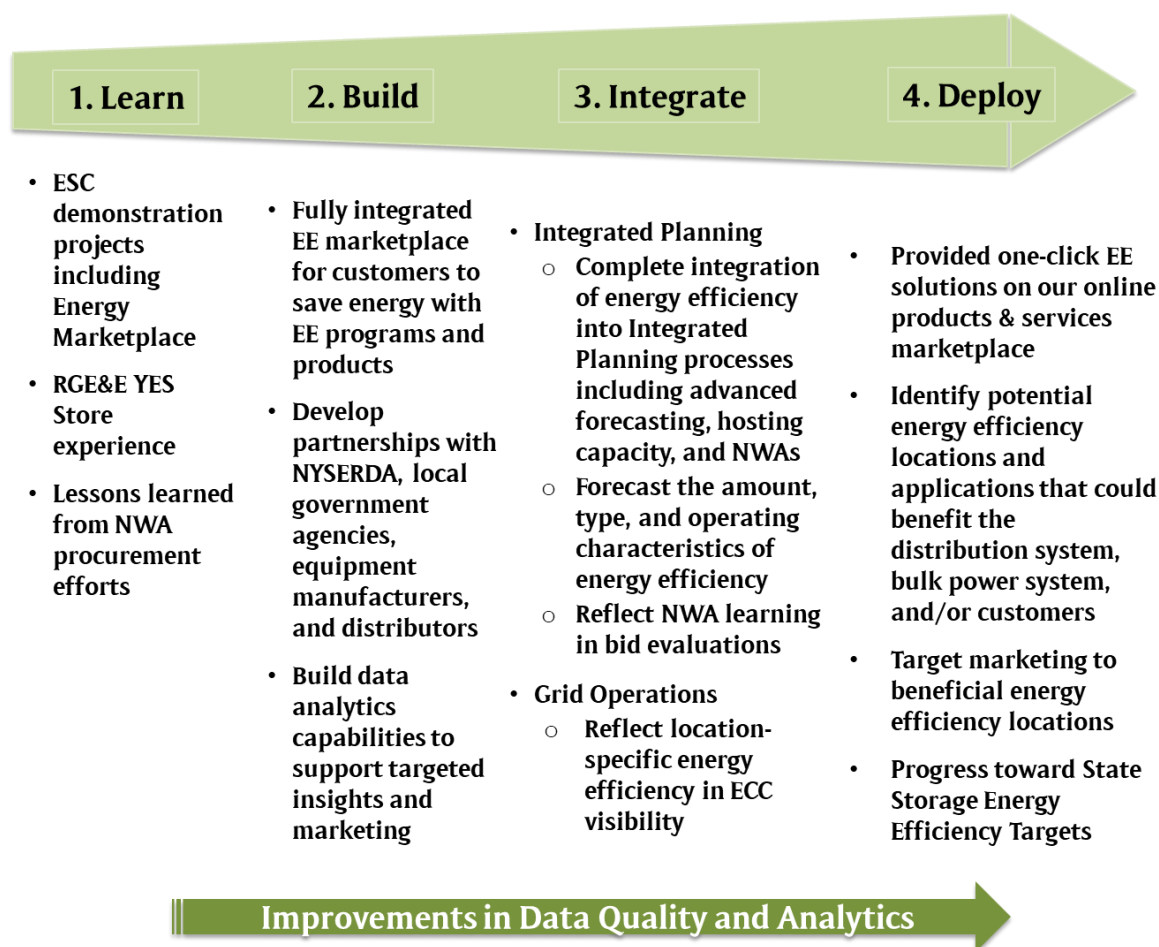 1. Learn
2. Build
3. Integrate
4. Deploy
• ESC
demonstration
projects
including
Energy
Marketplace
• RGE&E YES
Store
experience
• Lessons learned
from NWA
procurement
efforts
• Fully integrated
EE marketplace
for customers to
save energy with
EE programs and
products
• Develop
partnerships with
NYSERDA, local
government
agencies,
equipment
manufacturers,
and distributors
• Build data
analytics
capabilities to
support targeted
insights and
marketing
• Integrated Planning
o Complete integration
of energy efficiency
into Integrated
Planning processes
including advanced
forecasting, hosting
capacity, and NWAs
o Forecast the amount,
type, and operating
characteristics of
energy efficiency
o Reflect NWA learning
in bid evaluations
• Grid Operations
o Reflect location-
specific energy
efficiency in ECC
visibility
• Provided one-click EE
solutions on our online
products & services
marketplace
• Identify potential
energy efficiency
locations and
applications that could
benefit the
distribution system,
bulk power system,
and/or customers
• Target marketing to
beneficial energy
efficiency locations
• Progress toward State
Storage Energy
Efficiency Targets
Improvements in Data Quality and Analytics